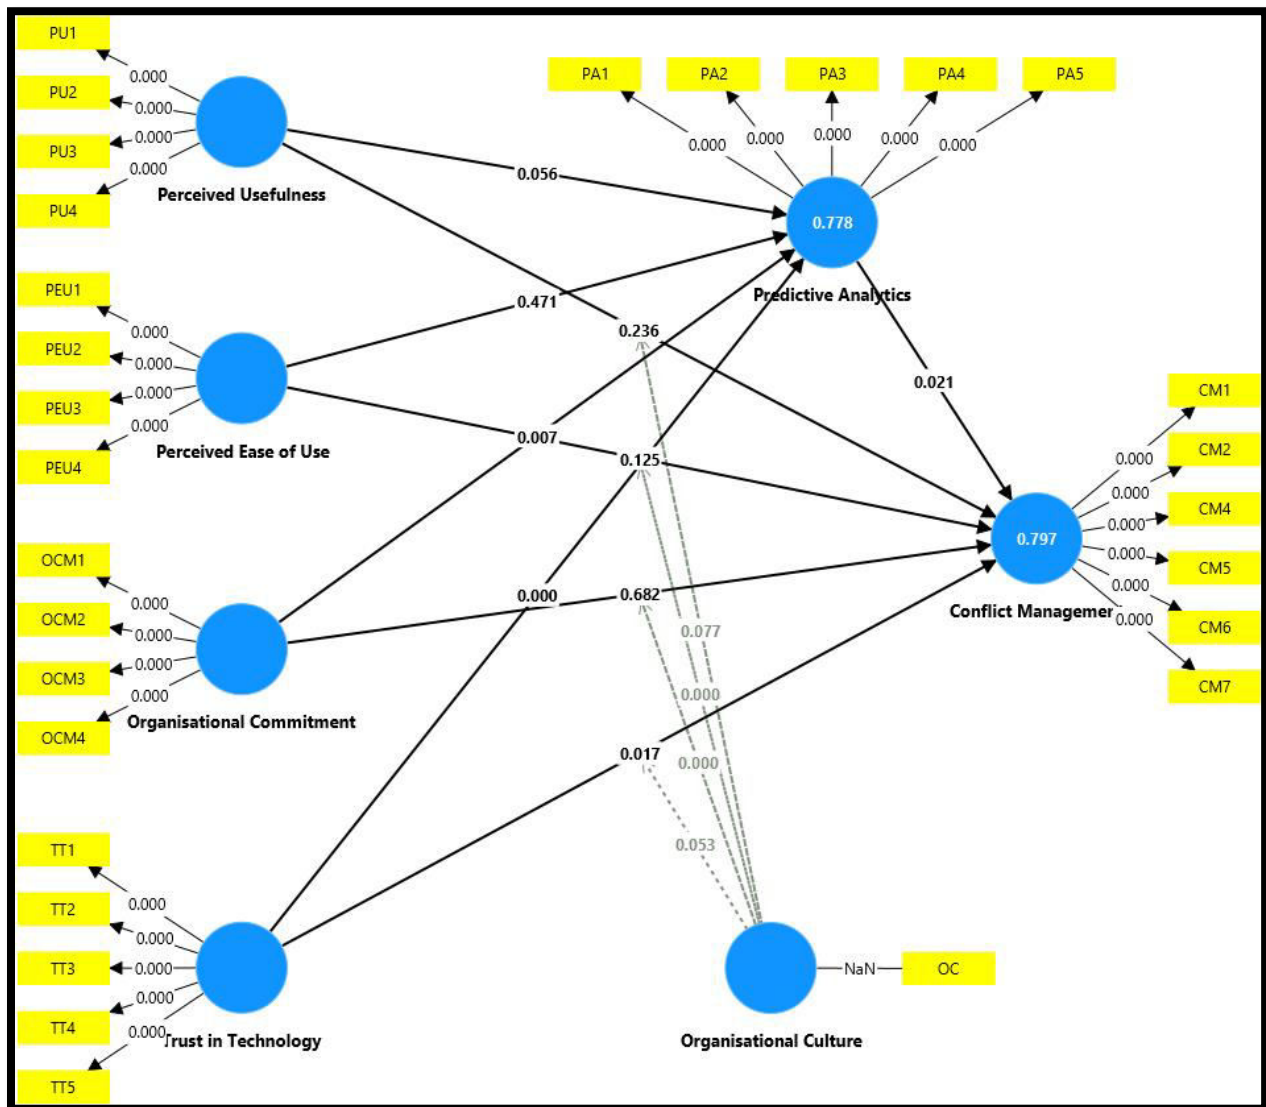 PU1
0.000
PU2
0.000
0.000
PU3
0.000
PU4
Perceived Usefulness
PA1
PA2
PA3
PA4
PA5
0.000
0.000
0.000
0.000
0.000
0.778
Predictive Analytics
0.056
0.471
0.236
0.021
PEU1
0.000
PEU2
0.000
0.000
PEU3
0.000
PEU4
Perceived Ease of Use
0.007
0.125
CM1
0.000
CM2
0.000
CM4
0.000
0.000
CM5
0.000
CM6
0.000
CM7
0.797
Conflict Managemer
OCM1
0.000
OCM2
0.000
0.000
OCM3
0.000
OCM4
Organisational Commitment
0.000
0.682
0.077
0.000
0.017
0.000
0.053
TT1
0.000
TT2
0.000
TT3
0.000
0.000
TT4
0.000
TT5
Trust in Technology
NaN
OC
Organisational Culture